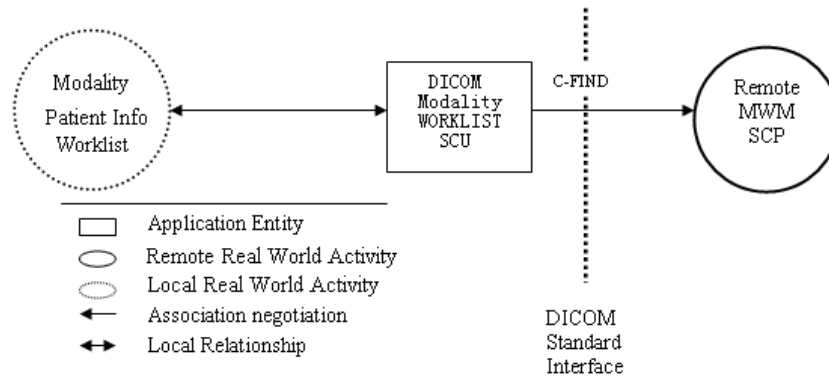 Modality
Patient Info
Worklist
DICOM
Modality
WORKLIST
SCU
C-FIND
Remote
MWM
SCP
Application Entity
Remote Real World Activity
Local Real World Activity
Association negotiation
Local Relationship
DICOM
Standard
Interface